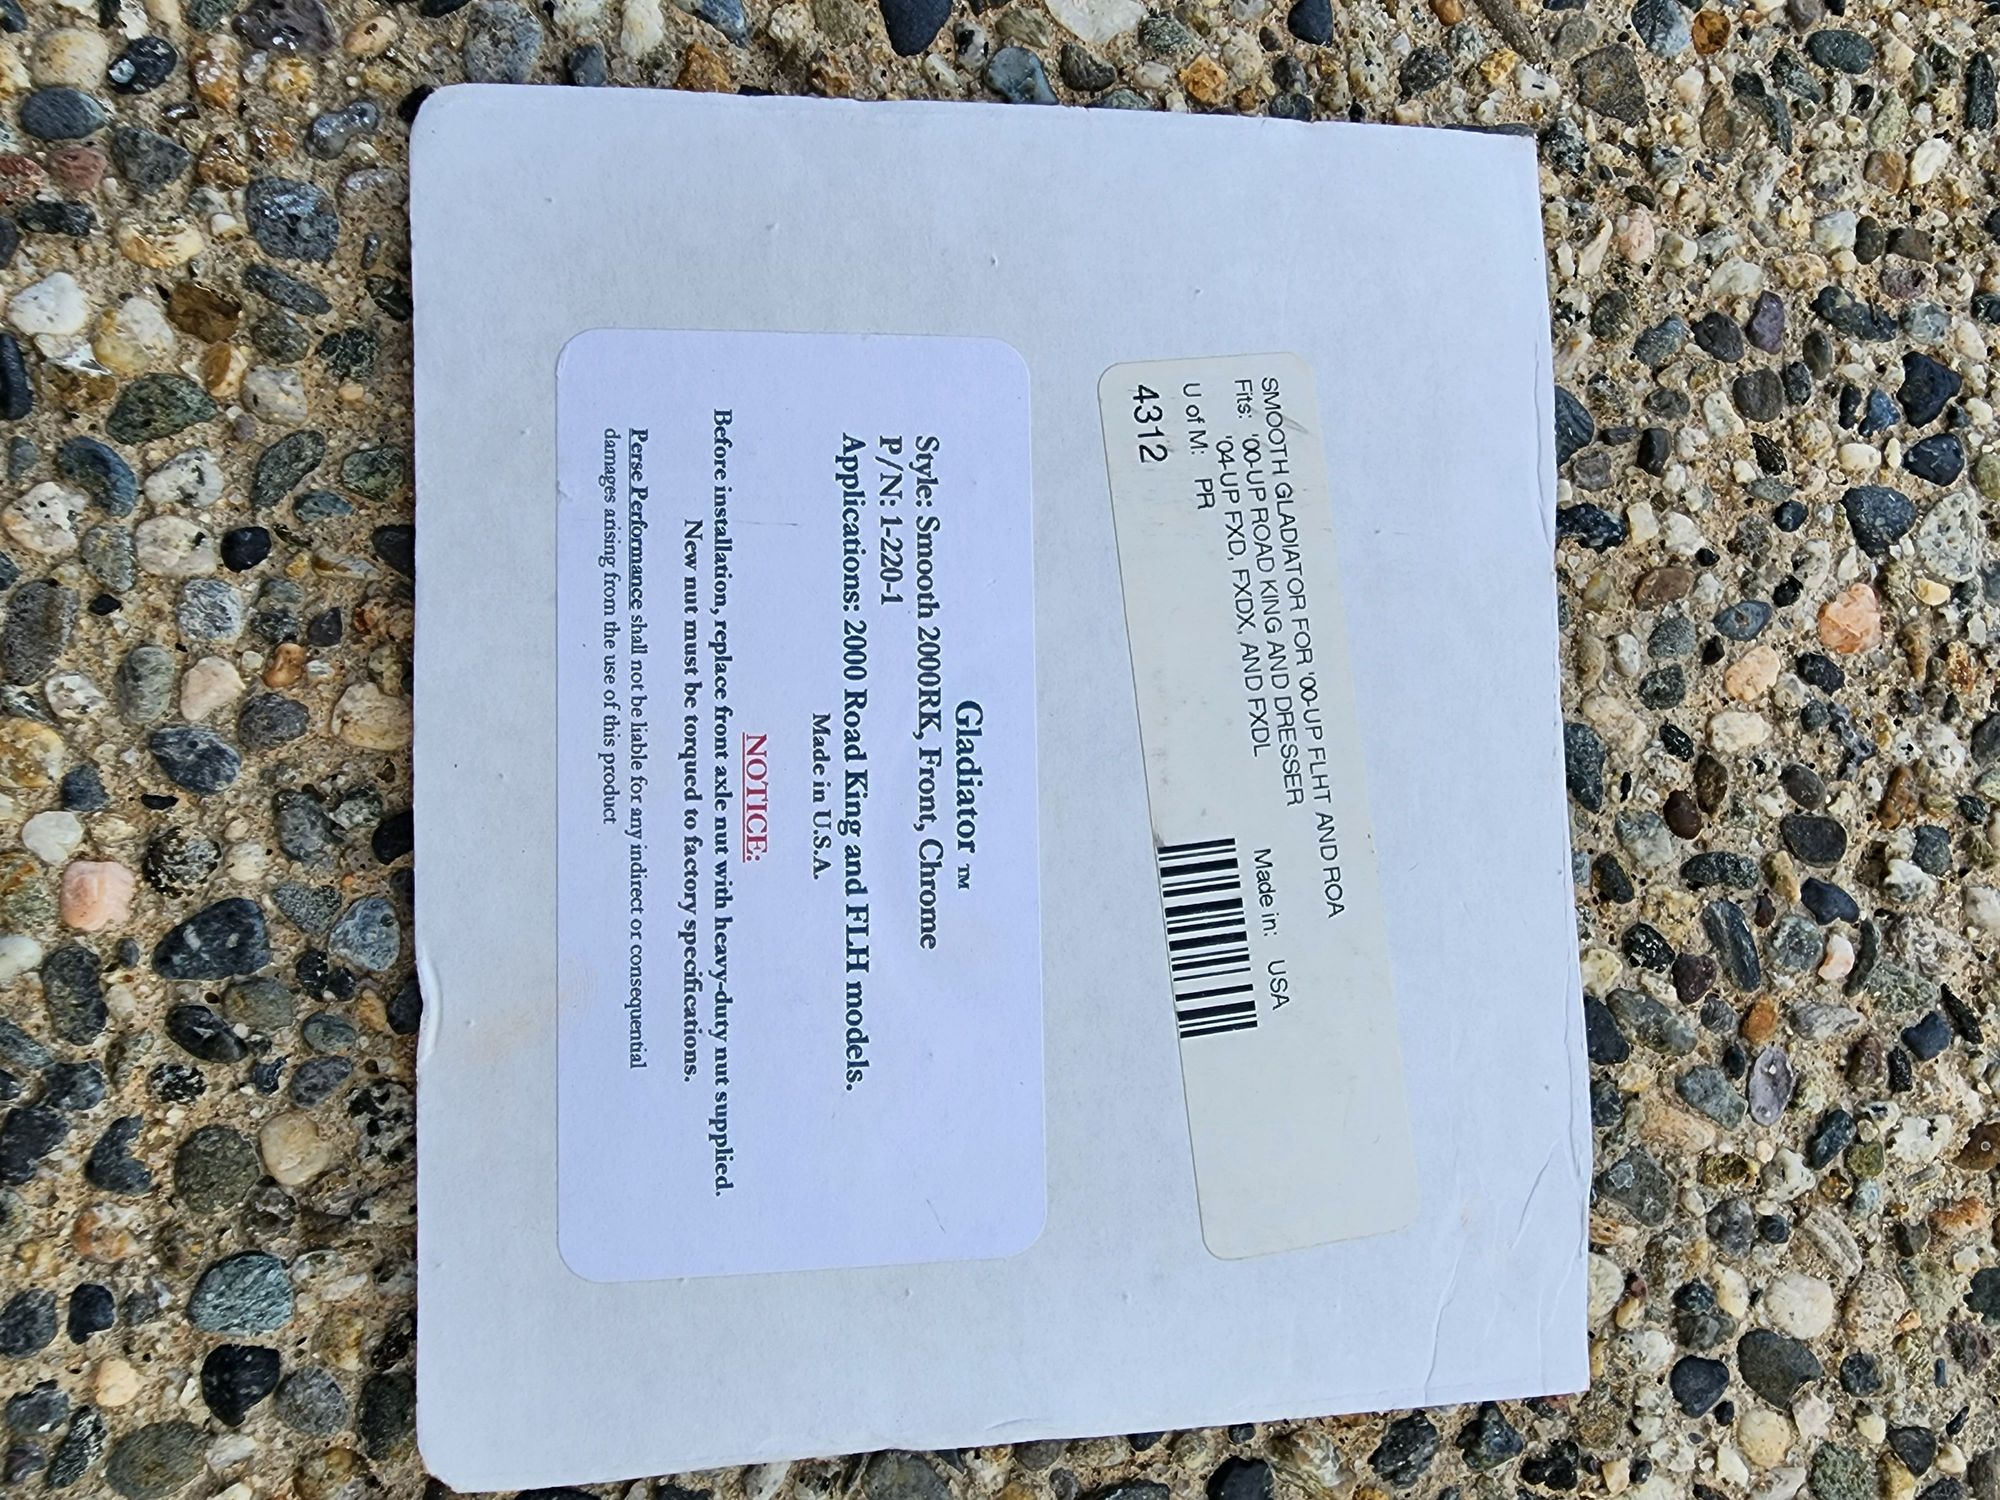 SMOOTH GLADIATOR FOR '00-UP FLHT AND ROA
Fits: '00-UP ROAD KING AND DRESSER
'04-UP FXD, FXDX, AND FXDL
Made in: USA
U of M: PR
4312
Gladiator ™
Style: Smooth 2000RK, Front, Chrome
P/N: 1-220-1
Applications: 2000 Road King and FLH models.
Made in U.S.A.
NOTICE:
Before installation, replace front axle nut with heavy-duty nut supplied.
New nut must be torqued to factory specifications.
Perse Performance shall not be liable for any indirect or consequential
damages arising from the use of this product